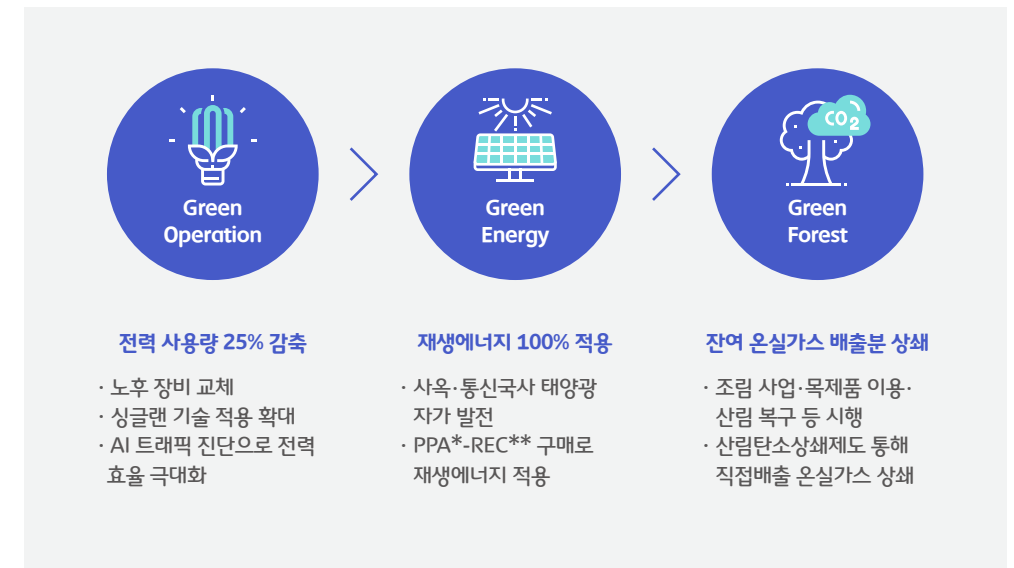 Green
Operation
전력 사용량 25% 감축
· 노후 장비 교체
· 싱글랜 기술 적용 확대
· AI 트래픽 진단으로 전력
효율 극대화
Green
Energy
재생에너지 100% 적용
· 사옥·통신국사 태양광
자가 발전
· PPA*-REC** 구매로
재생에너지 적용
CO2
Green
Forest
잔여 온실가스 배출분 상쇄
· 조림 사업·목제품 이용·
산림 복구 등 시행
· 산림탄소상쇄제도 통해
직접배출 온실가스 상쇄